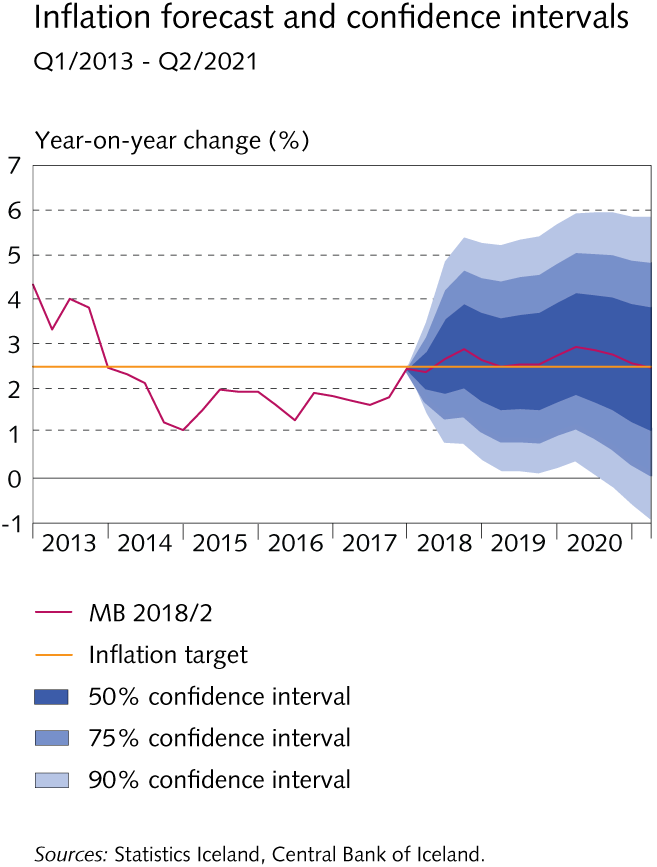 Inflation forecast and confidence intervals
Q1/2013 - Q2/2021
Year-on-year change (%)
7
6
5
4
3
2
1
0
-1
2013 2014 2015 2016 2017 2018 2019 2020
MB 2018/2
Inflation target
50% confidence interval
75% confidence interval
90% confidence interval
Sources: Statistics Iceland, Central Bank of Iceland.